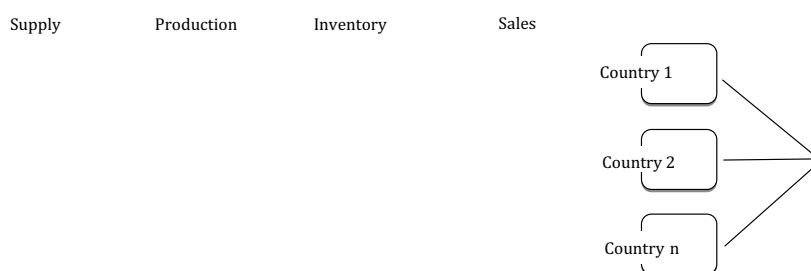 Supply Production Inventory Sales
Country 1
Country 2
Country n